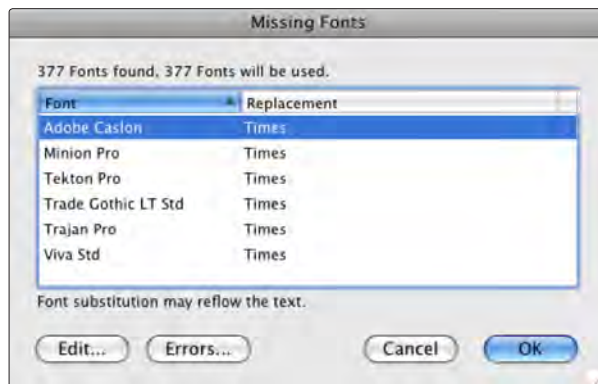 Missing Fonts
377 Fonts found, 377 Fonts will be used.
Font Replacement
Adobe Caslon Times
Minion Pro Times
Tekton Pro Times
Trade Gothic LT Std Times
Trajan Pro Times
Viva Std Times
Font substitution may reflow the text.
Edit... Errors... Cancel OK